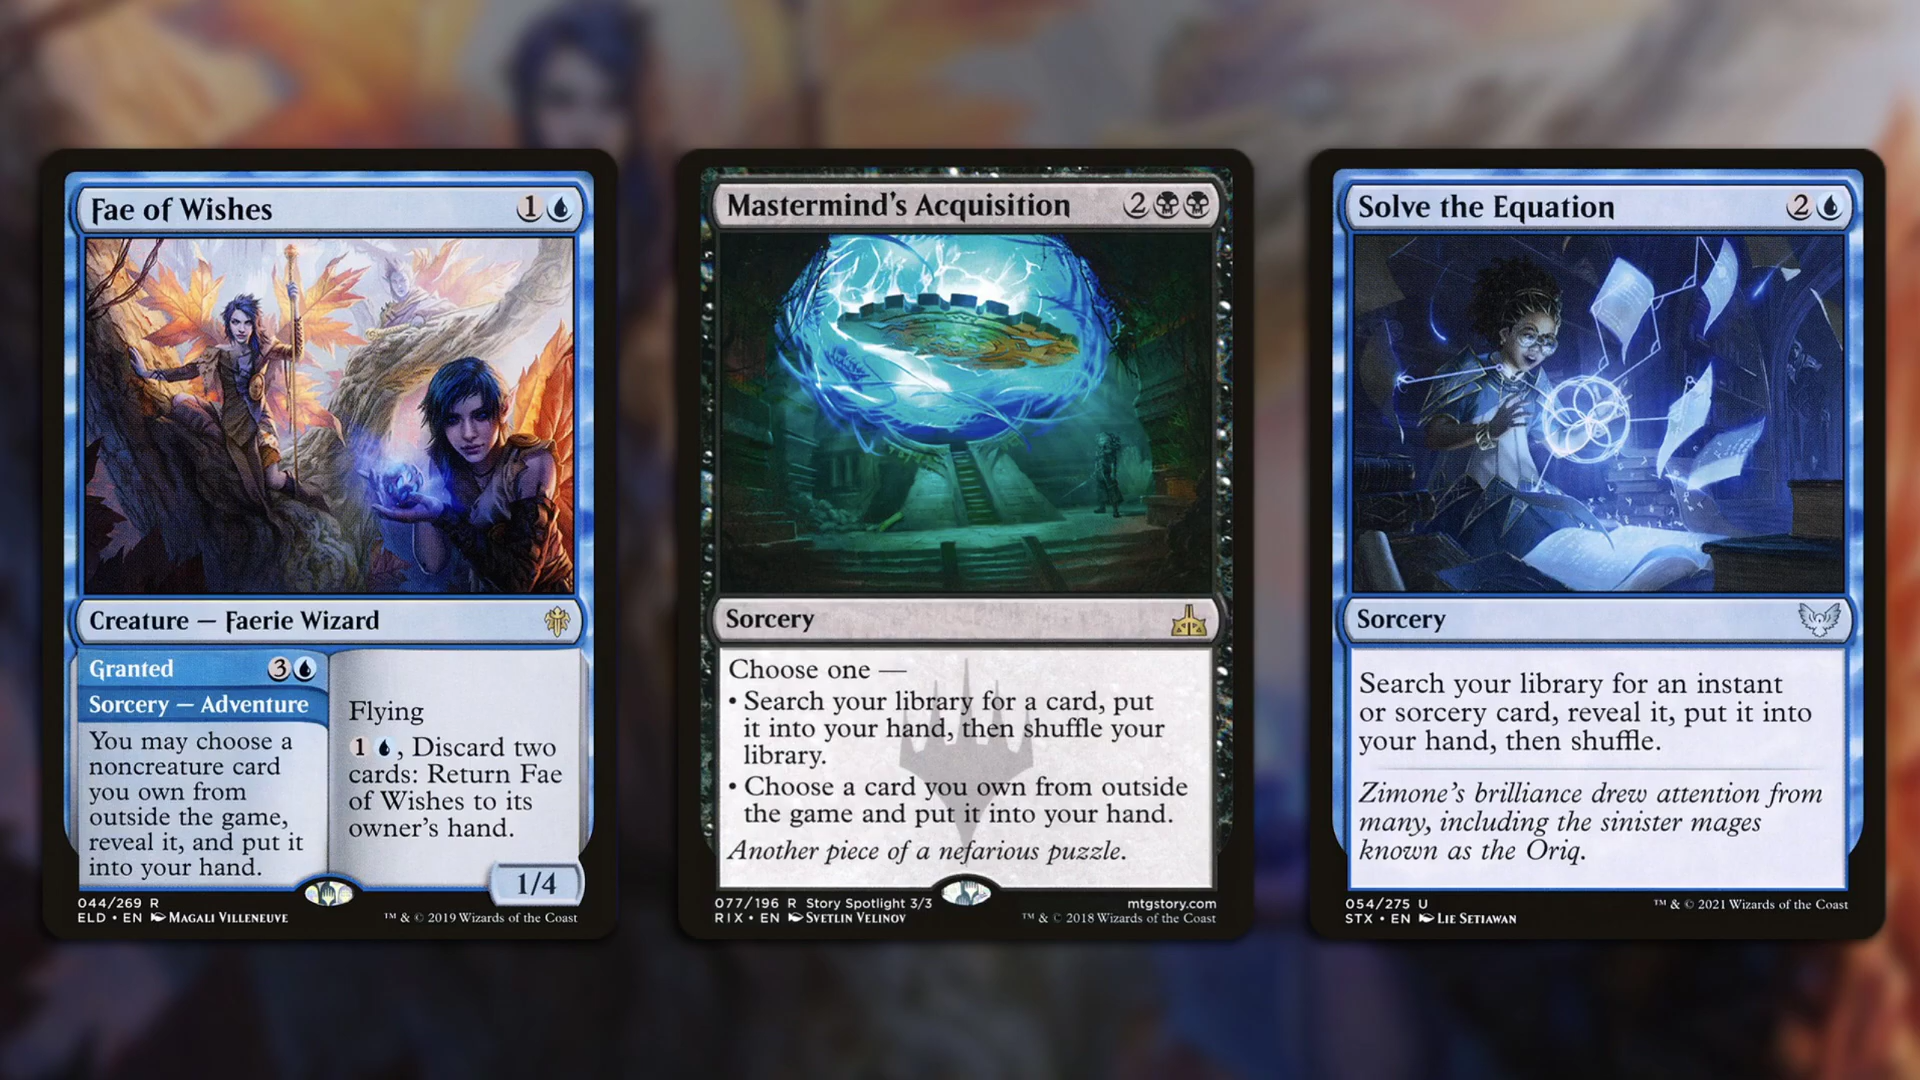 Fae of Wishes 1
Creature — Faerie Wizard
Granted 3
Sorcery — Adventure
You may choose a
noncreature card
you own from
outside the game,
reveal it, and put it
into your hand.
Flying
1 , Discard two
cards: Return Fae
of Wishes to its
owner's hand.
1/4
044/269 R
ELD • EN Magali Villeneuve
™ & © 2019 Wizards of the Coast
Mastermind's Acquisition 2
Sorcery
Choose one —
• Search your library for a card, put
it into your hand, then shuffle your
library.
• Choose a card you own from outside
the game and put it into your hand.
Another piece of a nefarious puzzle.
077/196 R Story Spotlight 3/3
mtgstory.com
RIX • EN Svetlin Velinov
™ & © 2018 Wizards of the Coast
Solve the Equation 2
Sorcery
Search your library for an instant
or sorcery card, reveal it, put it into
your hand, then shuffle.
Zimone's brilliance drew attention from
many, including the sinister mages
known as the Oriq.
054/275 U
STX • EN Lie Setiawan
™ & © 2021 Wizards of the Coast